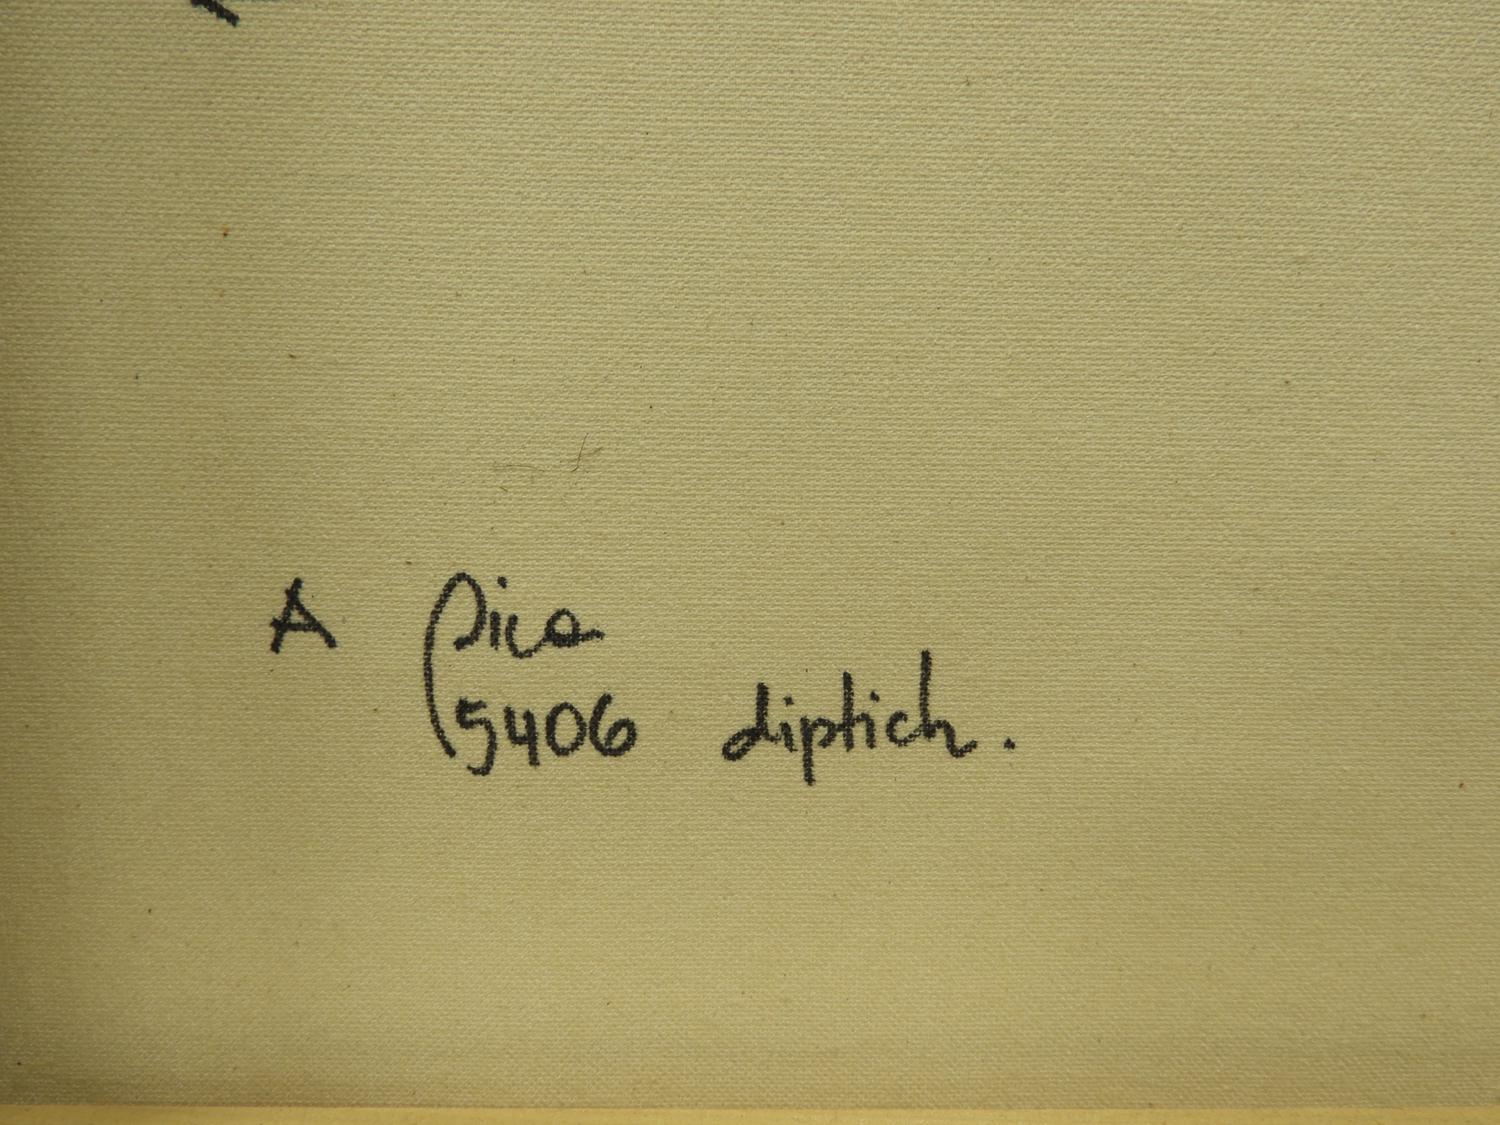 A Pica
5406 diptich.